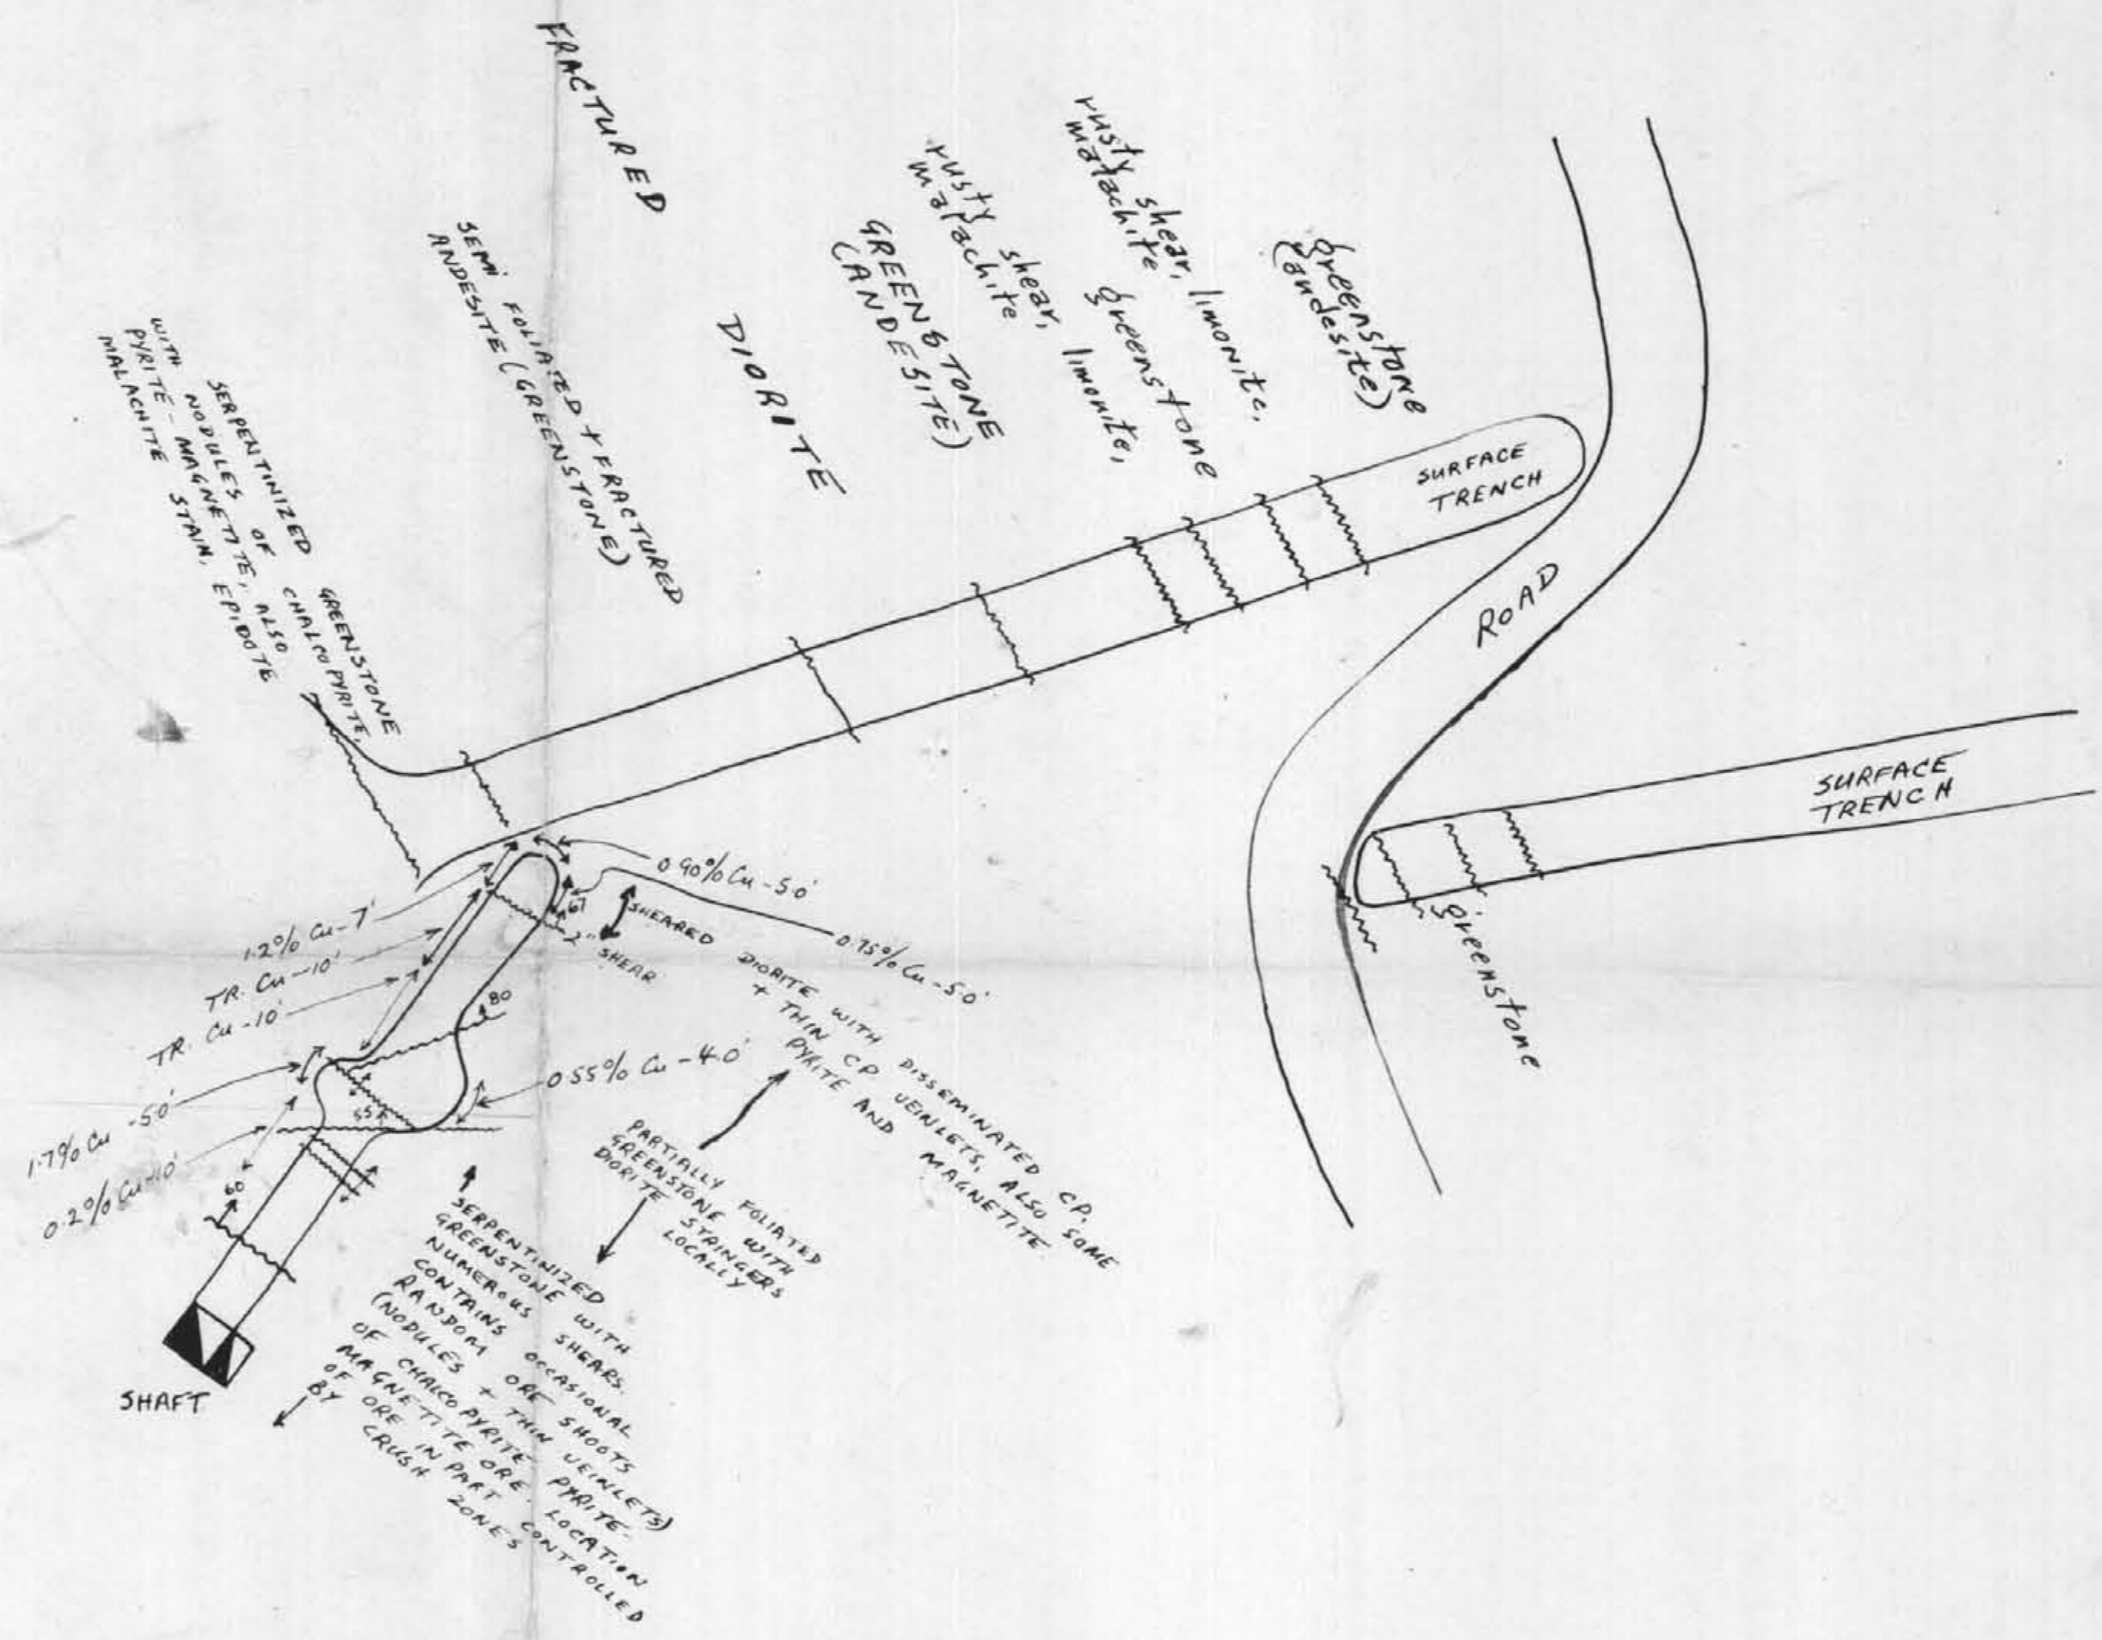 FRACTURED
DIORITE
SEMI FOLIATED + FRACTURED
ANDESITE (GREENSTONE)
SERPENTINIZED GREENSTONE
WITH NODULES OF CHALCOPYRITE,
PYRITE - MAGNETITE, ALSO
MALACHITE STAIN, EPIDOTE
GREENSTONE
(ANDESITE)
rusty shear, limonite,
malachite
greenstone
rusty shear, limonite,
malachite
greenstone
(andesite)
SURFACE
TRENCH
ROAD
SURFACE
TRENCH
greenstone
0.90% Cu - 5.0'
0.75% Cu - 5.0'
67
2"
SHEAR
1.2% Cu - 7'
TR. Cu - 10'
TR. Cu - 10'
80
1.7% Cu - 5.0'
0.2% Cu - 10'
0.55% Cu - 4.0'
55
60
SHEARED DIORITE WITH DISSEMINATED CP.
+ THIN CP. VEINLETS, ALSO SOME
PYRITE AND MAGNETITE.
PARTIALLY FOLIATED
GREENSTONE WITH
DIORITE STRINGERS
LOCALLY
SERPENTINIZED
GREENSTONE WITH
NUMEROUS SHEARS.
CONTAINS OCCASIONAL
RANDOM ORE SHOOTS
(NODULES + THIN VEINLETS)
OF CHALCOPYRITE - PYRITE-
MAGNETITE ORE. LOCATION
OF ORE IN PART CONTROLLED
BY CRUSH ZONES
SHAFT